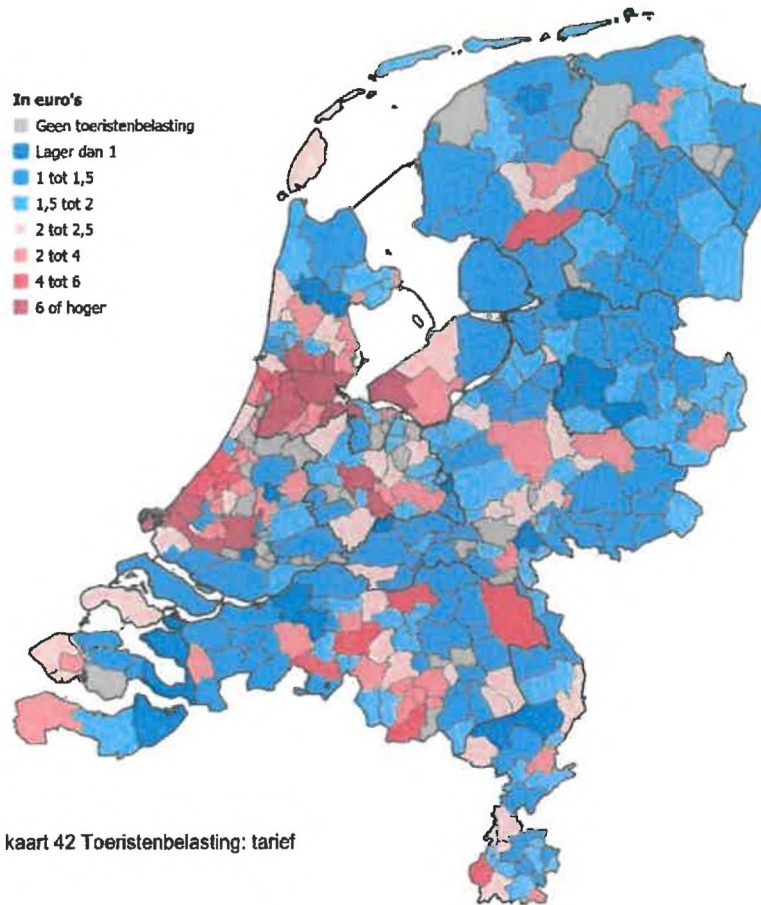 In euro's
Geen toeristenbelasting
Lager dan 1
1 tot 1,5
1,5 tot 2
2 tot 2,5
2 tot 4
4 tot 6
6 of hoger
kaart 42 Toeristenbelasting: tarief